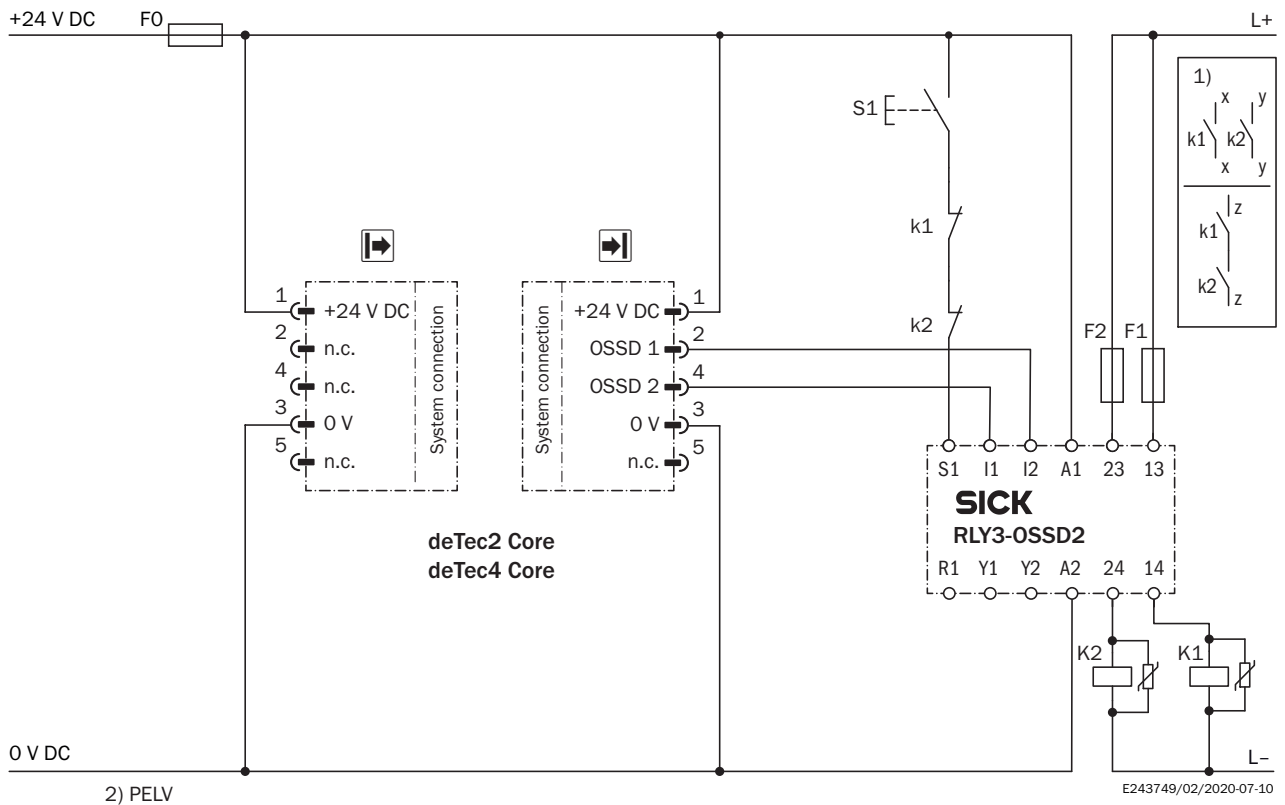 +24 V DC
F0
L+
1)
x
y
k1
k2
x
y
z
k1
k2
z
S1
k1
k2
F2
F1
1
+24 V DC
2
n.c.
4
n.c.
3
0 V
5
n.c.
System connection
System connection
+24 V DC
1
OSSD 1
2
OSSD 2
4
0 V
3
n.c.
5
deTec2 Core
deTec4 Core
S1 I1 I2 A1 23 13
SICK
RLY3-OSSD2
R1 Y1 Y2 A2 24 14
K2
K1
0 V DC
L–
2) PELV
E243749/02/2020-07-10